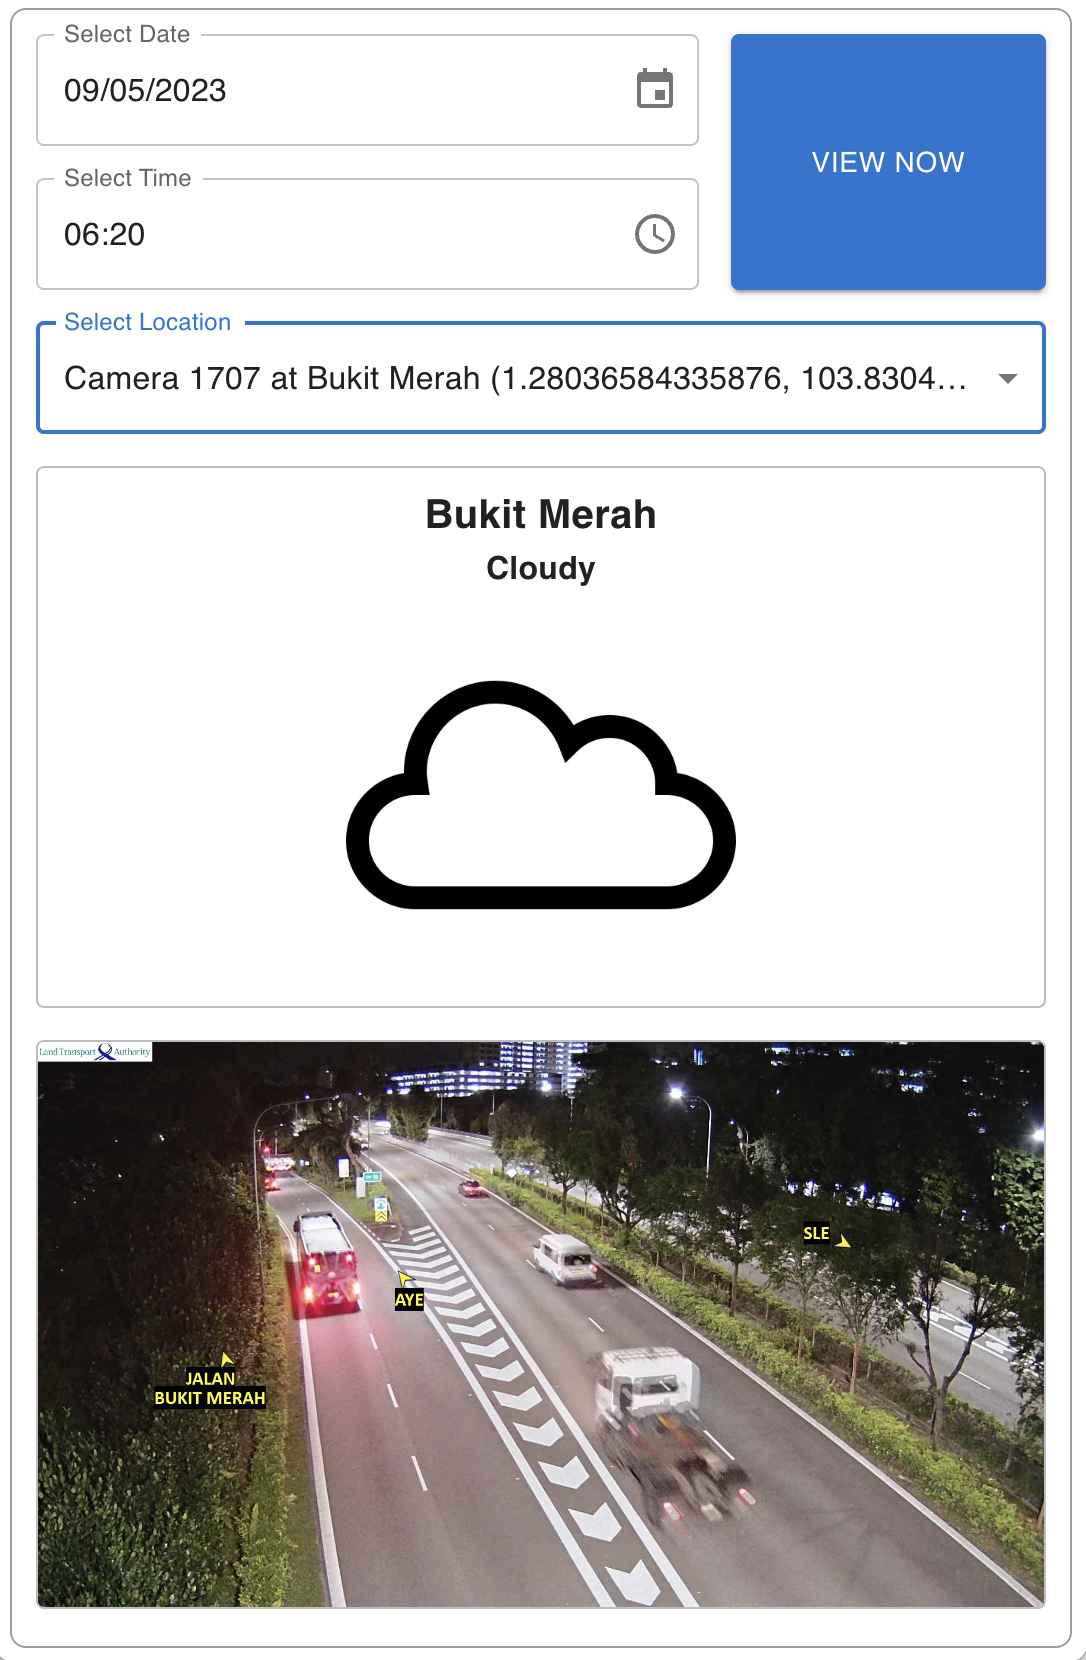 Select Date
09/05/2023
VIEW NOW
Select Time
06:20
Select Location
Camera 1707 at Bukit Merah (1.28036584335876, 103.8304...
Bukit Merah
Cloudy
Land Transport Authority
SLE
AYE
JALAN
BUKIT MERAH